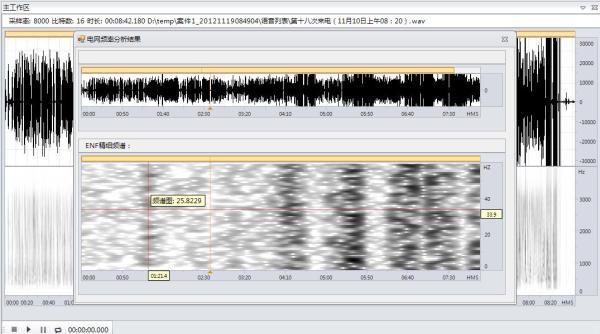 主工作区
采样率: 8000 比特数: 16 时长: 00:08:42.180 D:\temp\案件1_20121119084904\语音列表\第十八次来电 ( 11月10日上午08：20 ) .wav
电网频率分析结果
0
00:00 00:50 01:40 02:30 03:20 04:10 05:00 05:50 06:40 07:30 HMS
ENF精细频谱：
HZ
40
20
0
频谱图: 25.8229
33.9
00:00 00:50 02:30 03:20 04:10 05:00 05:50 06:40 07:30 HMS
01:21.4
30000
20000
10000
0
-10000
-20000
-30000
Hz
3000
2000
1000
0
00:00 00:20 00:40 01:0
08:00 08:20 HMS
00:00:00.000